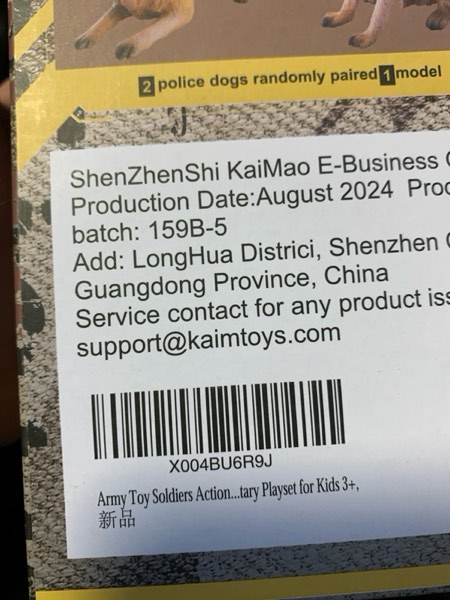 2 police dogs randomly paired 1 model
ShenZhenShi KaiMao E-Business
Production Date:August 2024
batch: 159B-5
Add: LongHua Districi, Shenzhen
Guangdong Province, China
Service contact for any product
support@kaimtoys.com
X004BU6R9J
Army Toy Soldiers Action...tary Playset for Kids 3+,
新品